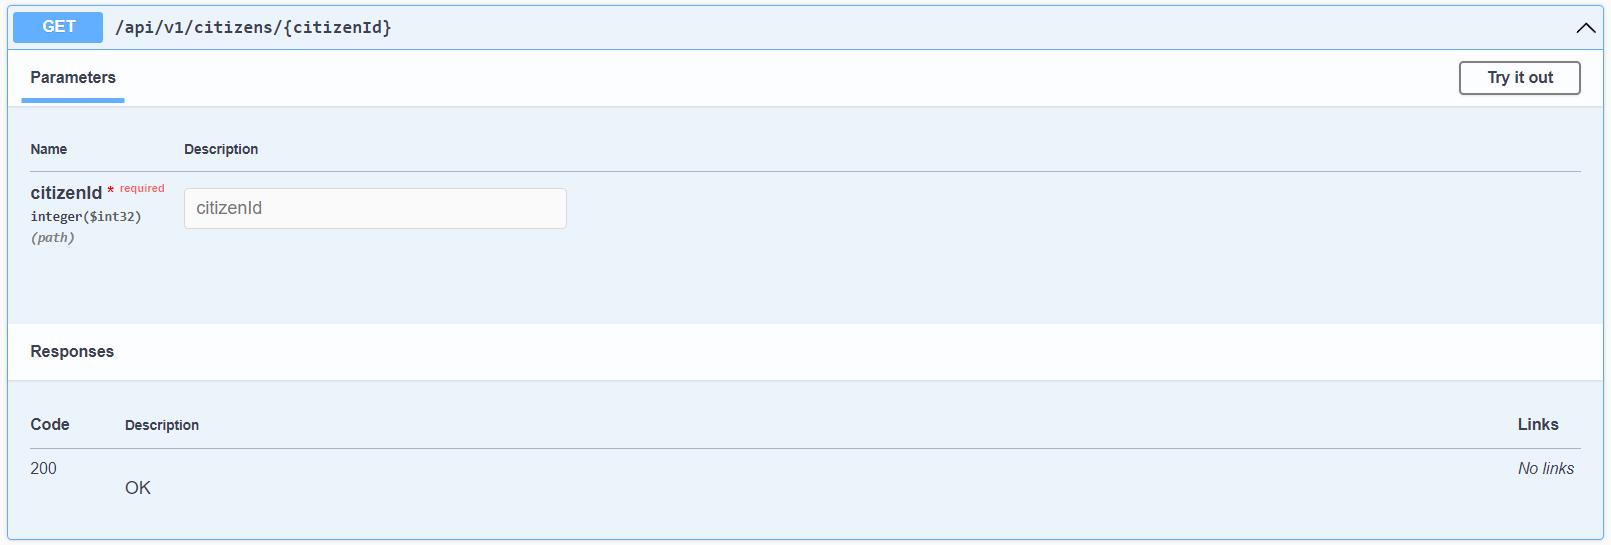 GET /api/v1/citizens/{citizenId}
Parameters
Try it out
Name Description
citizenId * required
integer($int32)
(path)
citizenId
Responses
Code Description Links
200
OK
No links